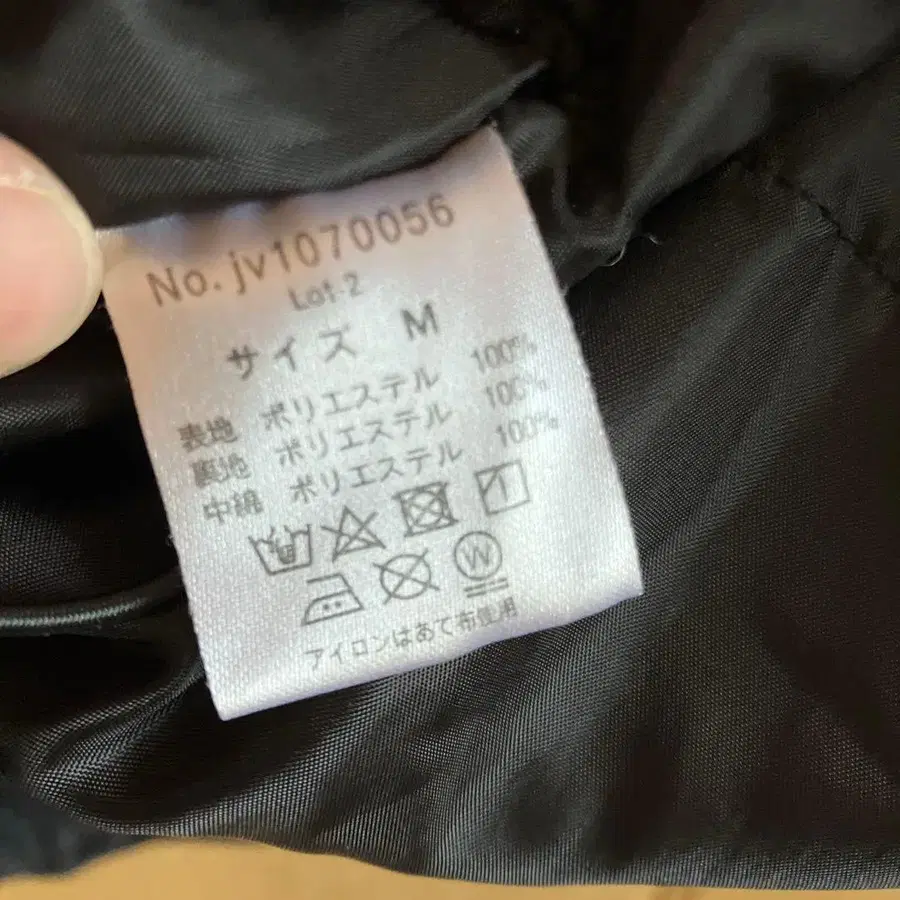 No. jv1070056
Lot-2
サイズ M
表地 ポリエステル 100%
裏地 ポリエステル 100%
中綿 ポリエステル 100%
W
アイロンはあて布使用